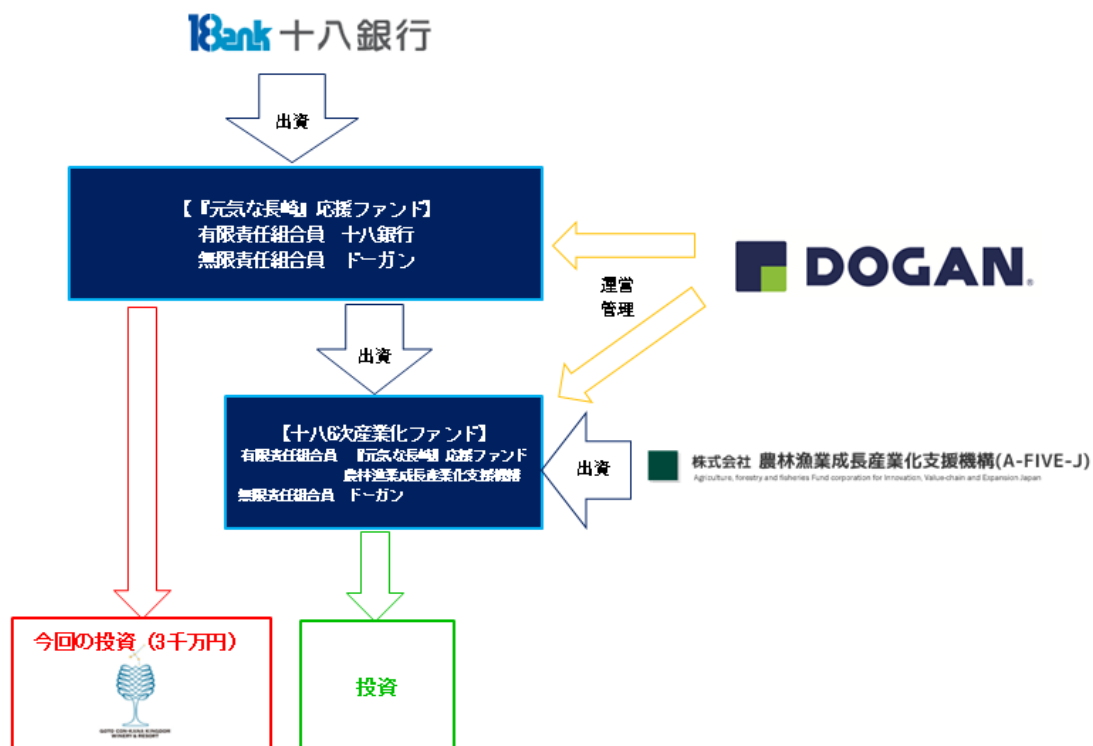 18ank 十八銀行
出資
【『元気な長崎』応援ファンド】
有限責任組合員 十八銀行
無限責任組合員 ドーガン
運営
管理
DOGAN®
出資
【十八6次産業化ファンド】
有限責任組合員 『元気な長崎』応援ファンド
農林漁業成長産業化支援機構
無限責任組合員 ドーガン
出資
株式会社 農林漁業成長産業化支援機構(A-FIVE-J)
Agriculture, forestry and fisheries Fund corporation for Innovation, Value-chain and Expansion Japan
今回の投資(3千万円)
GOTO CON-KANA KINGDOM
WINERY & RESORT
投資